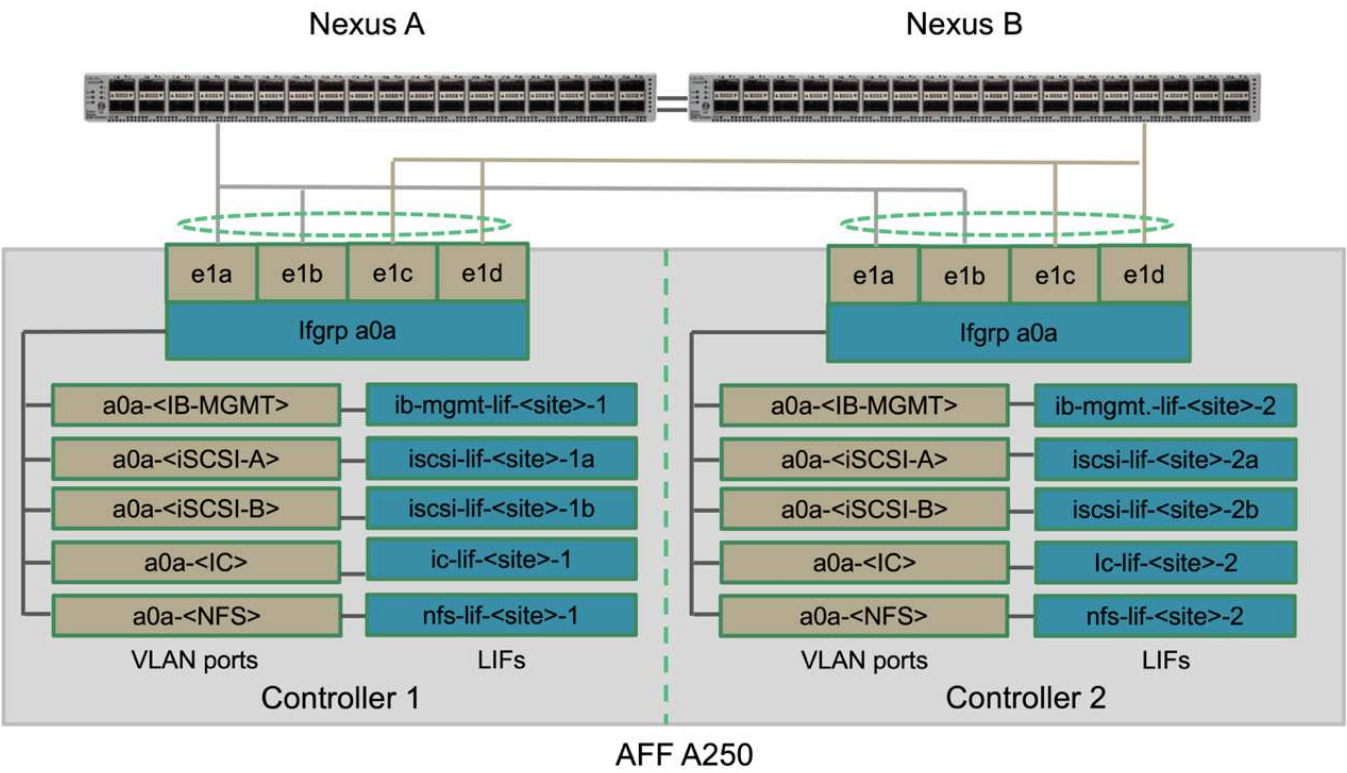 Nexus A
Nexus B
e1a
e1b
e1c
e1d
e1a
e1b
e1c
e1d
Ifgrp a0a
Ifgrp a0a
a0a-<IB-MGMT>
ib-mgmt-lif-<site>-1
a0a-<IB-MGMT>
ib-mgmt.-lif-<site>-2
a0a-<iSCSI-A>
iscsi-lif-<site>-1a
a0a-<iSCSI-A>
iscsi-lif-<site>-2a
a0a-<iSCSI-B>
iscsi-lif-<site>-1b
a0a-<iSCSI-B>
iscsi-lif-<site>-2b
a0a-<IC>
ic-lif-<site>-1
a0a-<IC>
Ic-lif-<site>-2
a0a-<NFS>
nfs-lif-<site>-1
a0a-<NFS>
nfs-lif-<site>-2
VLAN ports
LIFs
VLAN ports
LIFs
Controller 1
Controller 2
AFF A250